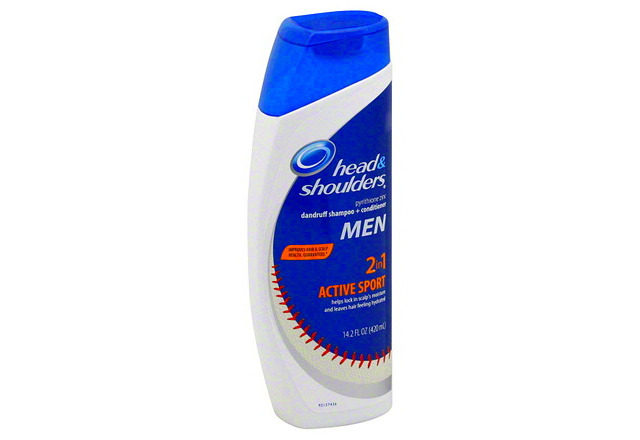 head&
shoulders
pyrithione zinc
dandruff shampoo + conditioner
MEN
IMPROVES HAIR & SCALP
HEALTH, GUARANTEED*
2in1
ACTIVE SPORT
helps lock in scalp's moisture
and leaves hair feeling hydrated
14.2 FL OZ (420 mL)